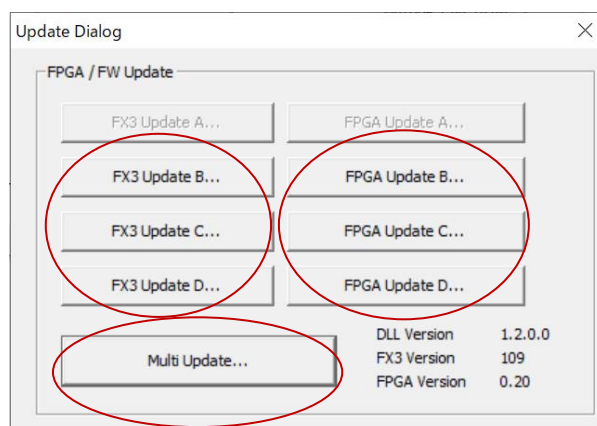 Update Dialog
FPGA / FW Update
FX3 Update A... FPGA Update A...
FX3 Update B... FPGA Update B...
FX3 Update C... FPGA Update C...
FX3 Update D... FPGA Update D...
Multi Update...
DLL Version 1.2.0.0
FX3 Version 109
FPGA Version 0.20